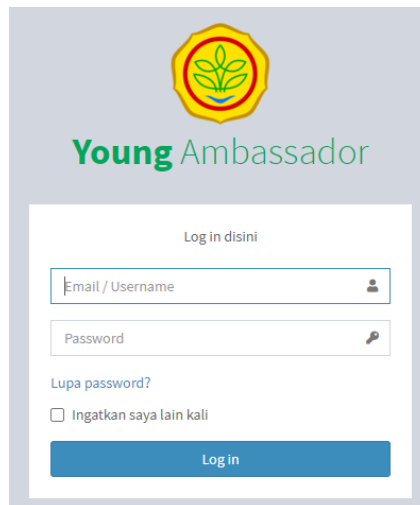 Young Ambassador
Log in disini
Email / Username
Password
Lupa password?
Ingatkan saya lain kali
Log in